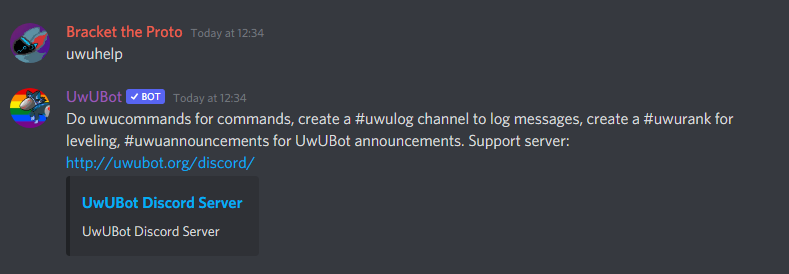 Bracket the Proto Today at 12:34
uwuhelp
UwUBot BOT Today at 12:34
Do uwucommands for commands, create a #uwulog channel to log messages, create a #uwurank for
leveling, #uwuannouncements for UwUBot announcements. Support server:
http://uwubot.org/discord/
UwUBot Discord Server
UwUBot Discord Server